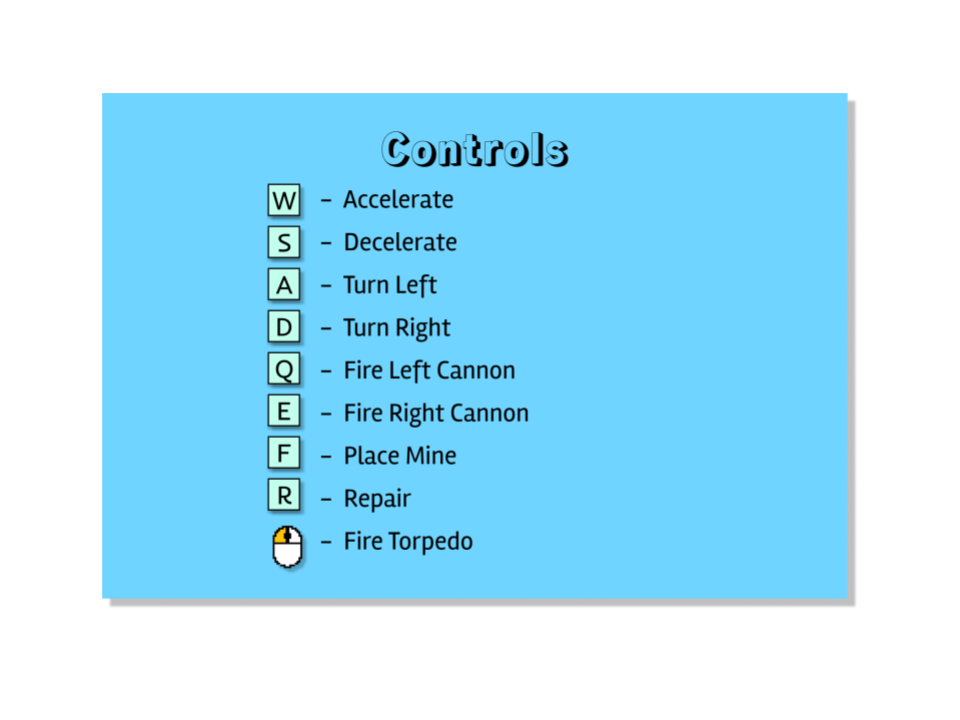 Controls
W - Accelerate
S - Decelerate
A - Turn Left
D - Turn Right
Q - Fire Left Cannon
E - Fire Right Cannon
F - Place Mine
R - Repair
- Fire Torpedo